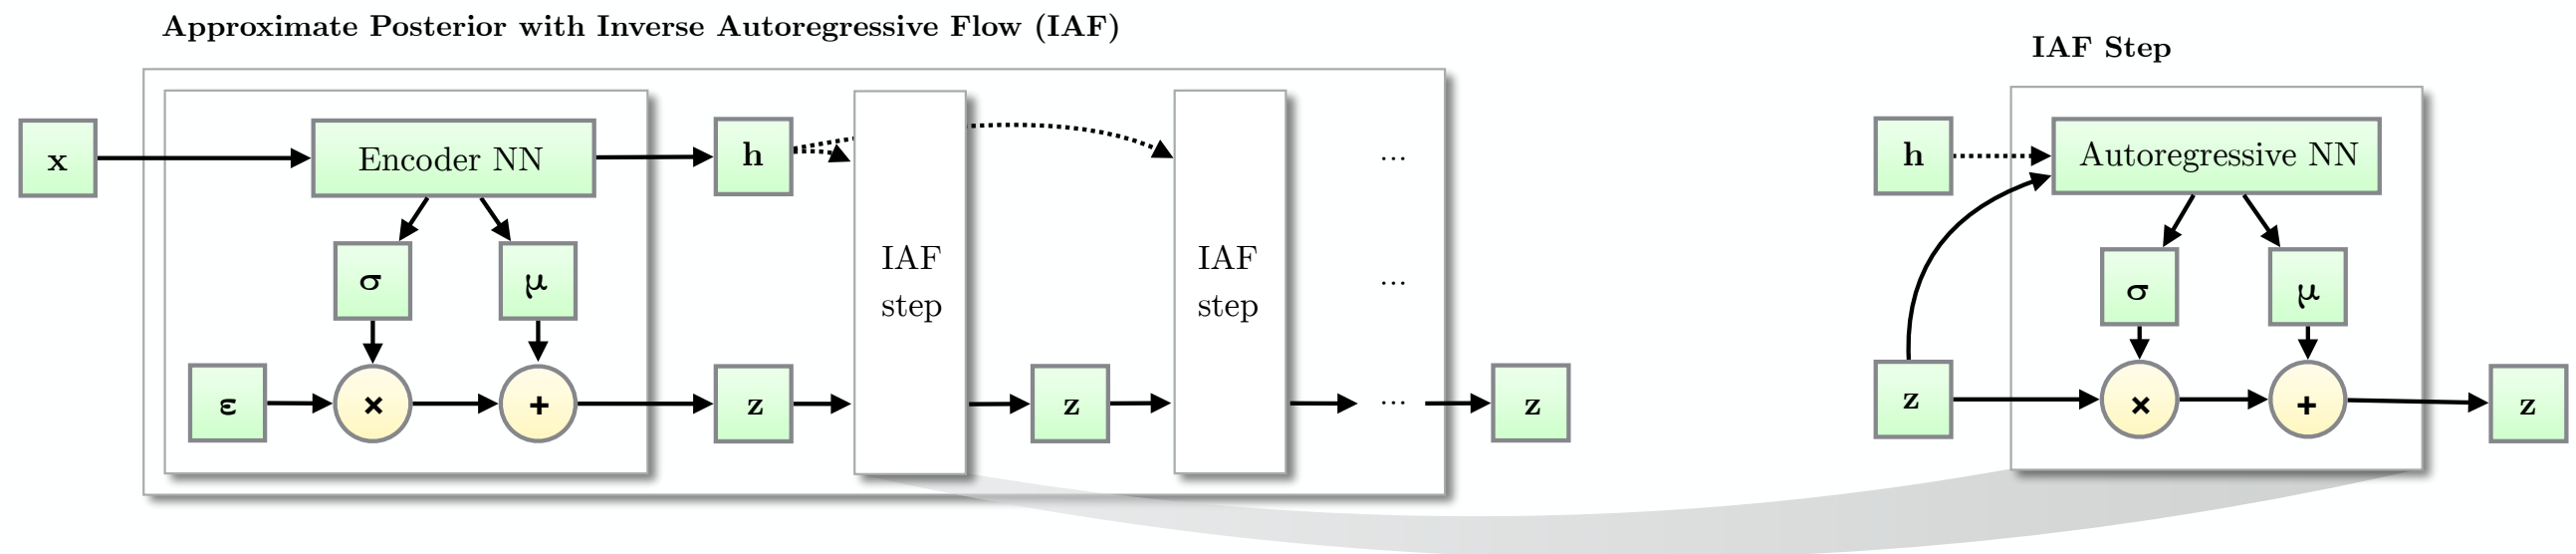 Approximate Posterior with Inverse Autoregressive Flow (IAF)
x
Encoder NN
h
σ
μ
ε
×
+
z
IAF
step
z
IAF
step
...
...
...
z
IAF Step
h
Autoregressive NN
σ
μ
z
×
+
z